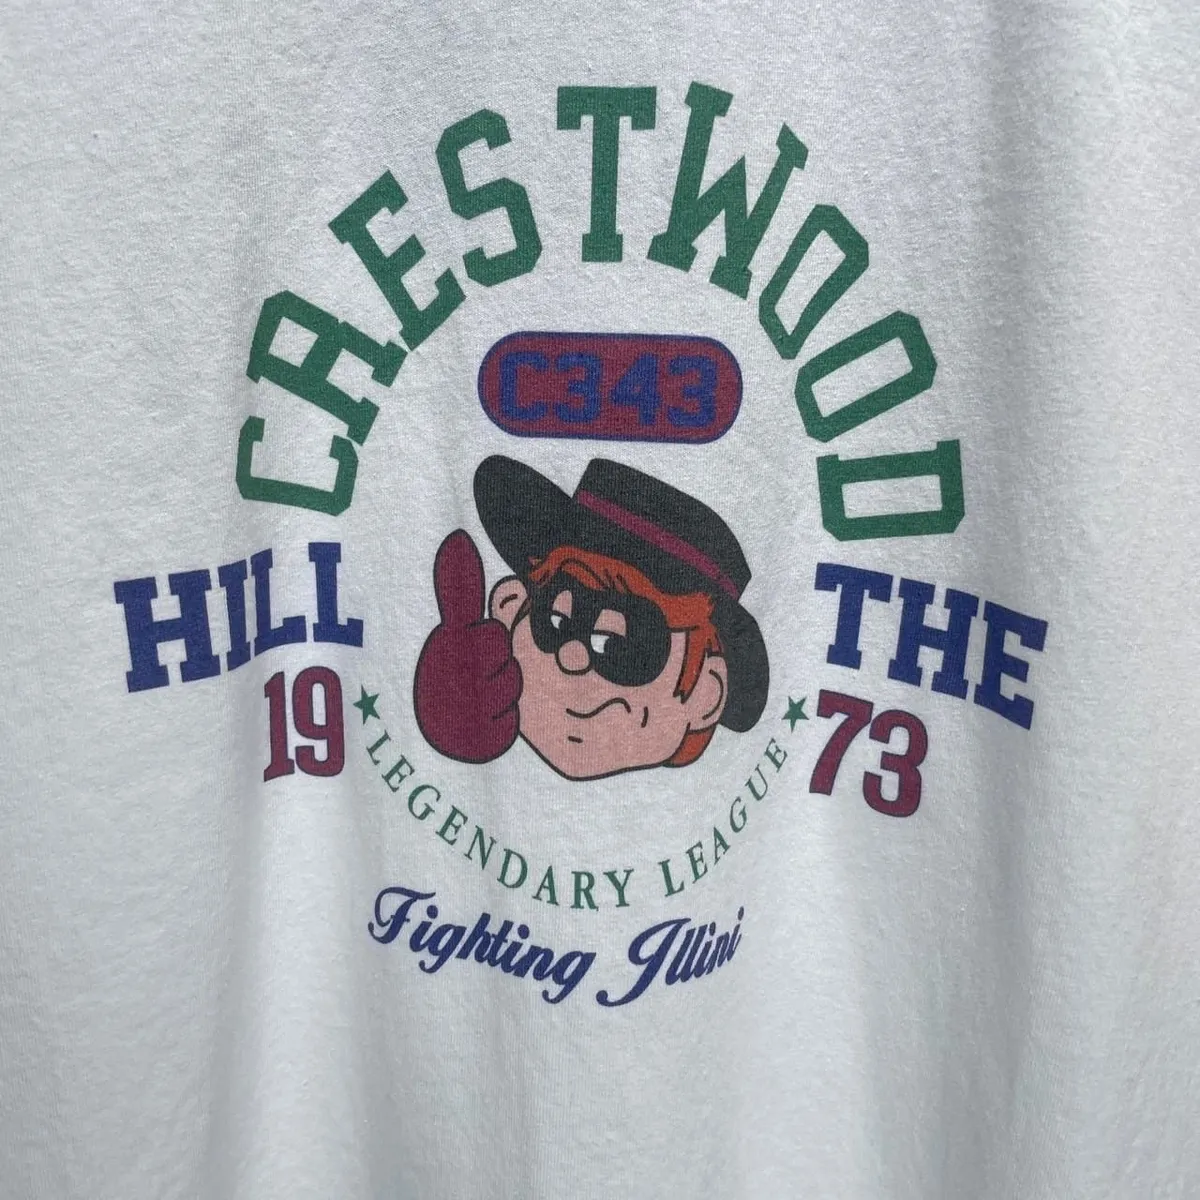 CRESTWOOD
C343
HILL THE
19 73
LEGENDARY LEAGUE
Fighting Illini